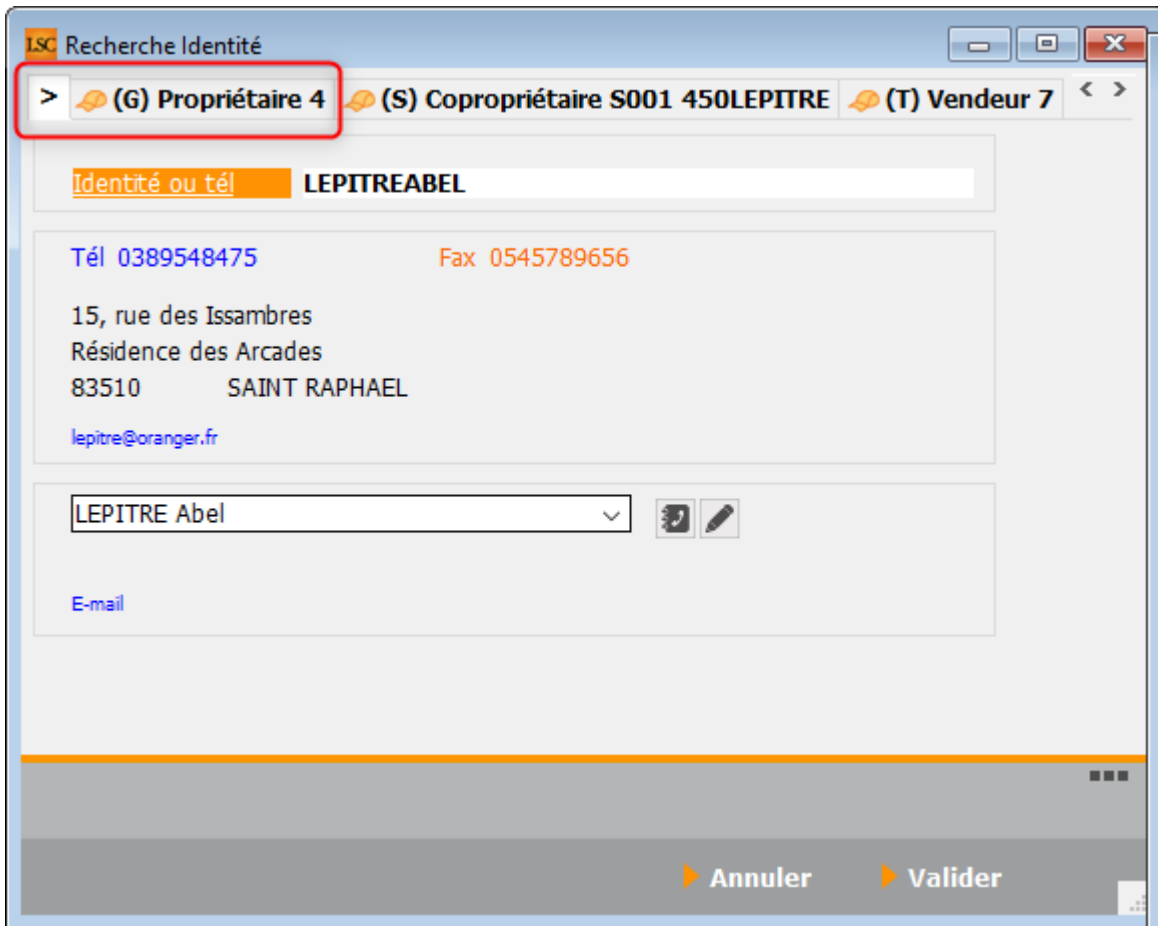 LSC Recherche Identité
> (G) Propriétaire 4 (S) Copropriétaire S001 450LEPITRE (T) Vendeur 7 < >
Identité ou tél LEPITREABEL
Tél 0389548475 Fax 0545789656
15, rue des Issambres
Résidence des Arcades
83510 SAINT RAPHAEL
lepitre@oranger.fr
LEPITRE Abel
E-mail
Annuler Valider